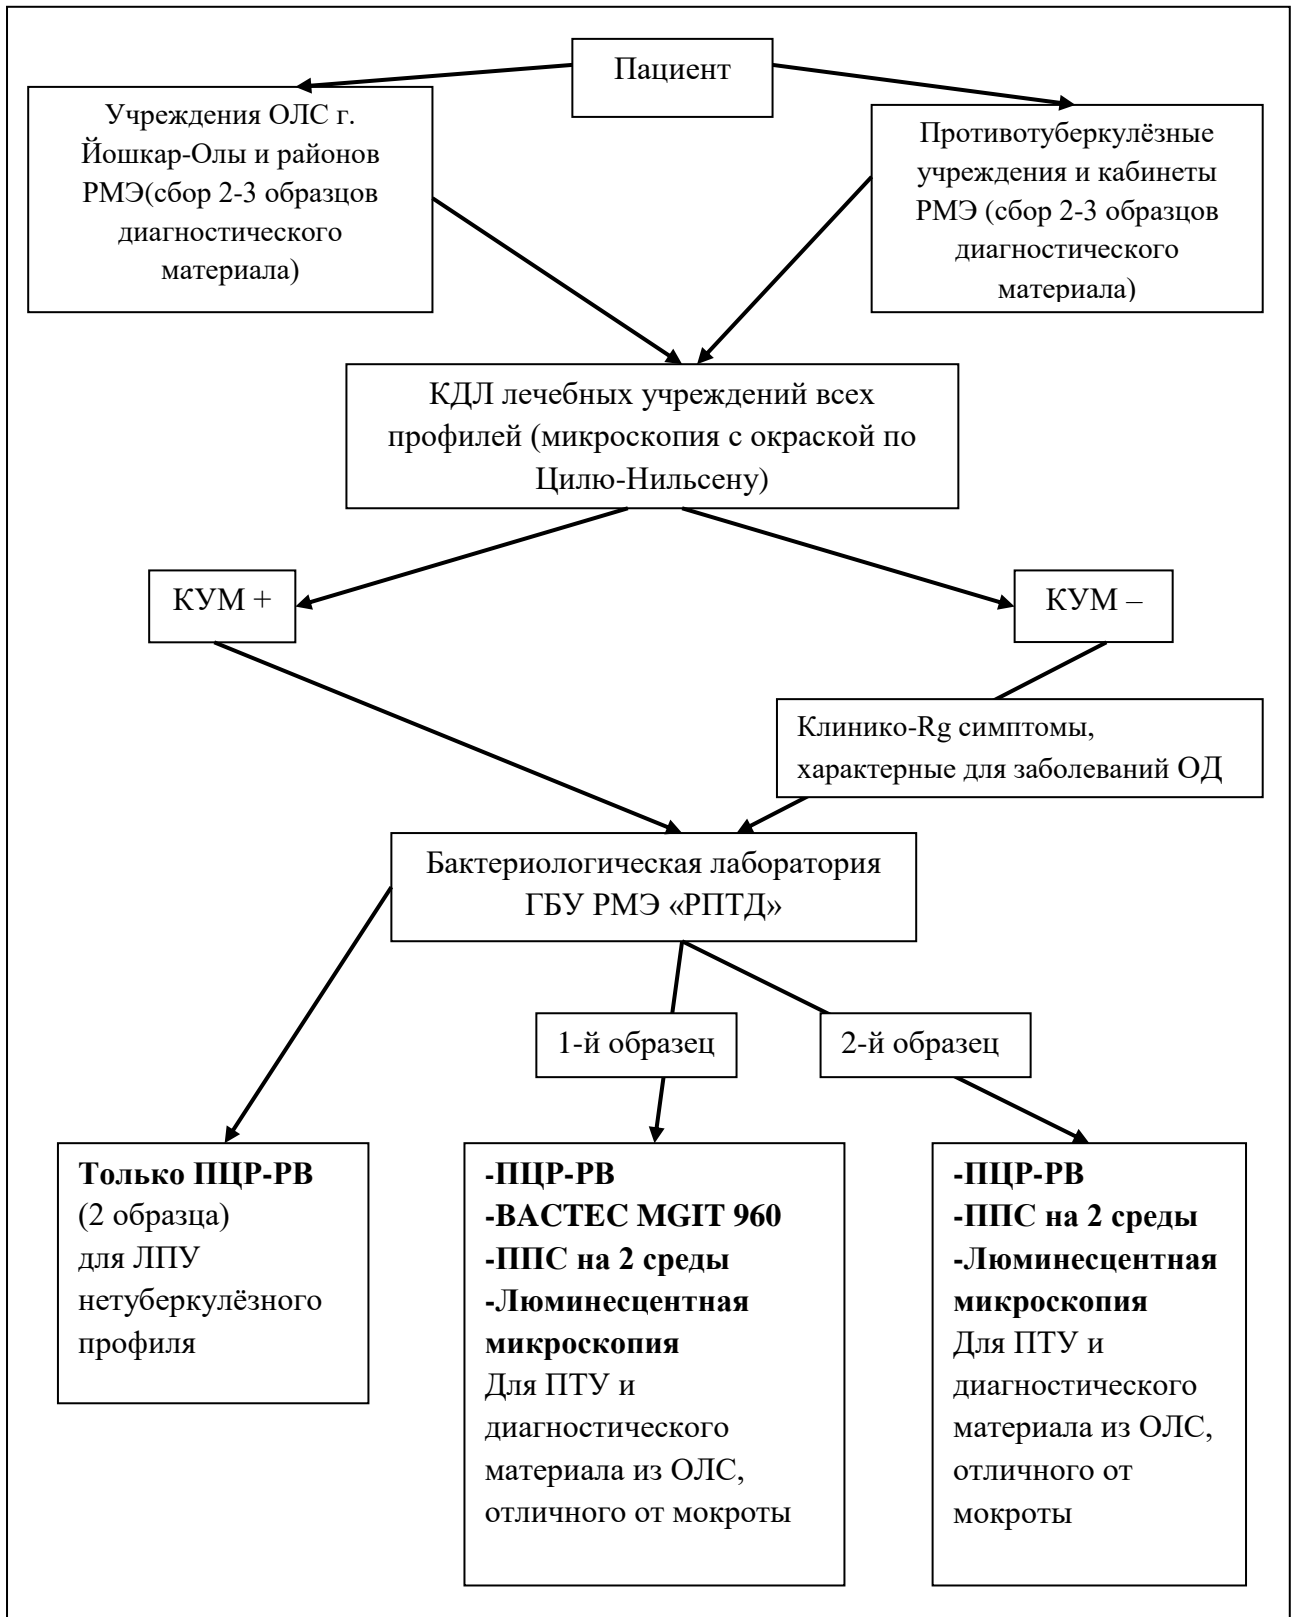 Пациент
Учреждения ОЛС г.
Йошкар-Олы и районов
РМЭ(сбор 2-3 образцов
диагностического
материала)
Противотуберкулёзные
учреждения и кабинеты
РМЭ (сбор 2-3 образцов
диагностического
материала)
КДЛ лечебных учреждений всех
профилей (микроскопия с окраской по
Цилю-Нильсену)
КУМ +
КУМ –
Клинико-Rg симптомы,
характерные для заболеваний ОД
Бактериологическая лаборатория
ГБУ РМЭ «РПТД»
1-й образец
2-й образец
Только ПЦР-РВ
(2 образца)
для ЛПУ
нетуберкулёзного
профиля
-ПЦР-РВ
-BACTEC MGIT 960
-ППС на 2 среды
-Люминесцентная
микроскопия
Для ПТУ и
диагностического
материала из ОЛС,
отличного от мокроты
-ПЦР-РВ
-ППС на 2 среды
-Люминесцентная
микроскопия
Для ПТУ и
диагностического
материала из ОЛС,
отличного от
мокроты